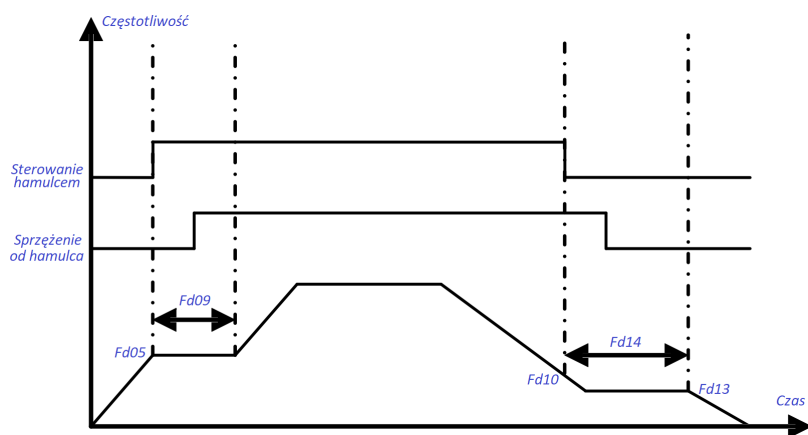 Częstotliwość
Sterowanie
hamulcem
Sprzężenie
od hamulca
Fd09
Fd05
Fd14
Fd10
Fd13
Czas